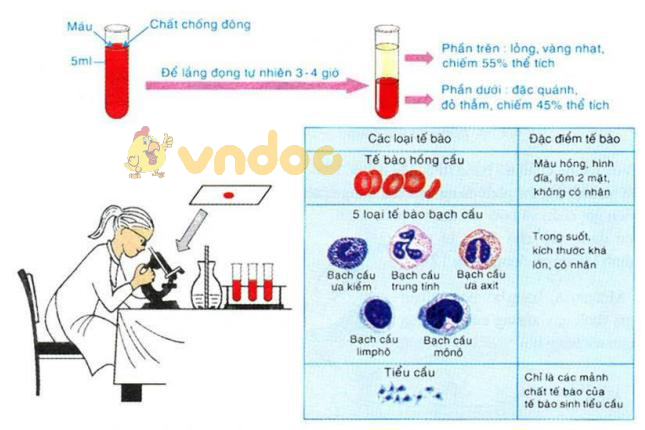 Máu
Chất chống đông
5ml
Để lắng đọng tự nhiên 3-4 giờ
Phần trên : lỏng, vàng nhạt,
chiếm 55% thể tích
Phần dưới : đặc quánh,
đỏ thẫm, chiếm 45% thể tích
vndoc
Các loại tế bào
Đặc điểm tế bào
Tế bào hồng cầu
Màu hồng, hình
đĩa, lõm 2 mặt,
không có nhân
5 loại tế bào bạch cầu
Trong suốt,
kích thước khá
lớn, có nhân
Bạch cầu
ưa kiềm
Bạch cầu
trung tính
Bạch cầu
ưa axit
Bạch cầu
limphô
Bạch cầu
mônô
Tiểu cầu
Chỉ là các mảnh
chất tế bào của
tế bào sinh tiểu cầu